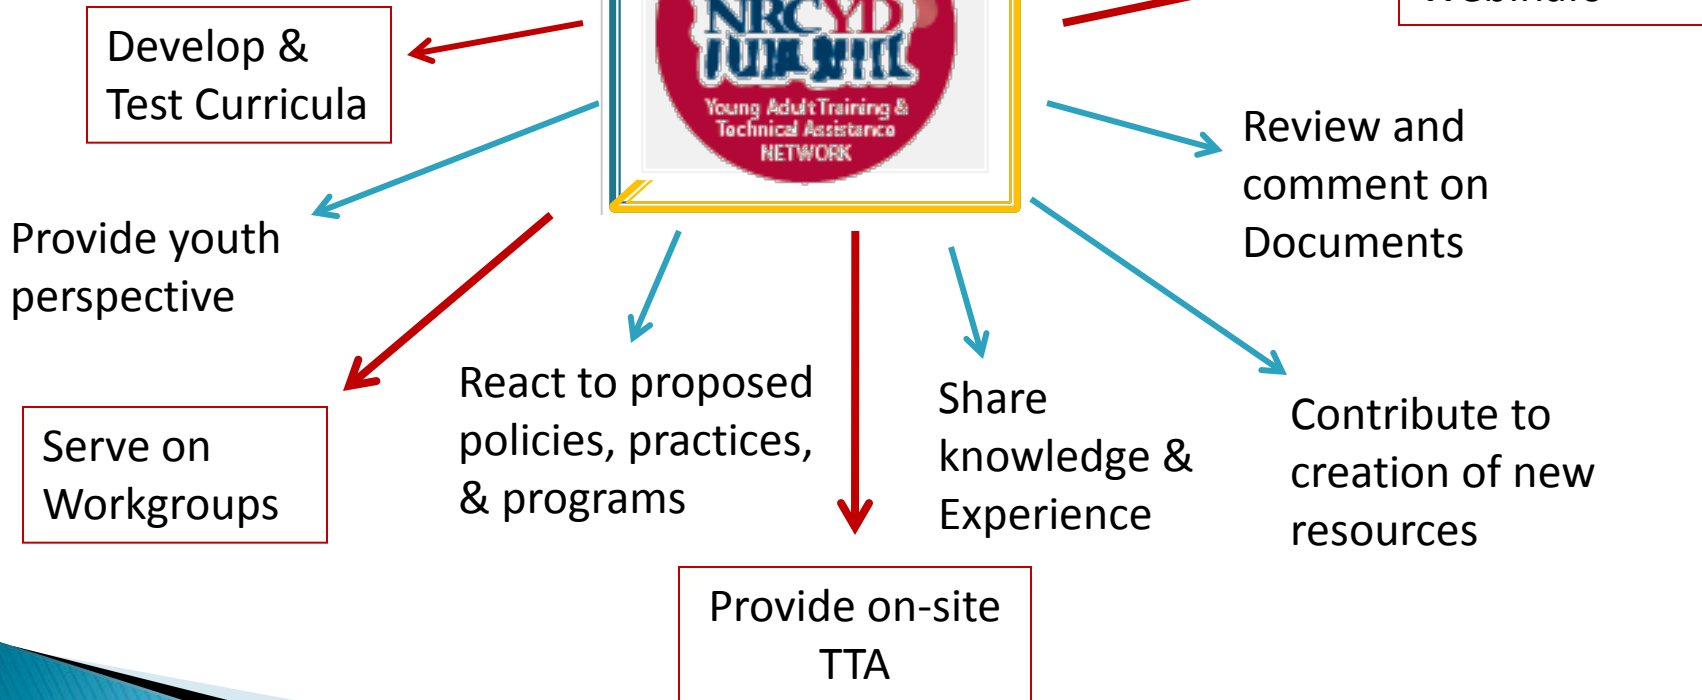 NRCYD
Young Adult Training &
Technical Assistance
NETWORK
Develop &
Test Curricula
Review and
comment on
Documents
Provide youth
perspective
Serve on
Workgroups
React to proposed
policies, practices,
& programs
Share
knowledge &
Experience
Contribute to
creation of new
resources
Provide on-site
TTA